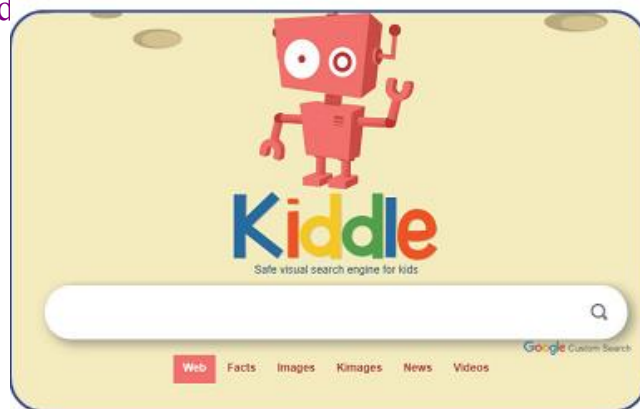 d
Kiddle
Safe visual search engine for kids
Google Custom Search
Web Facts Images Kimages News Videos